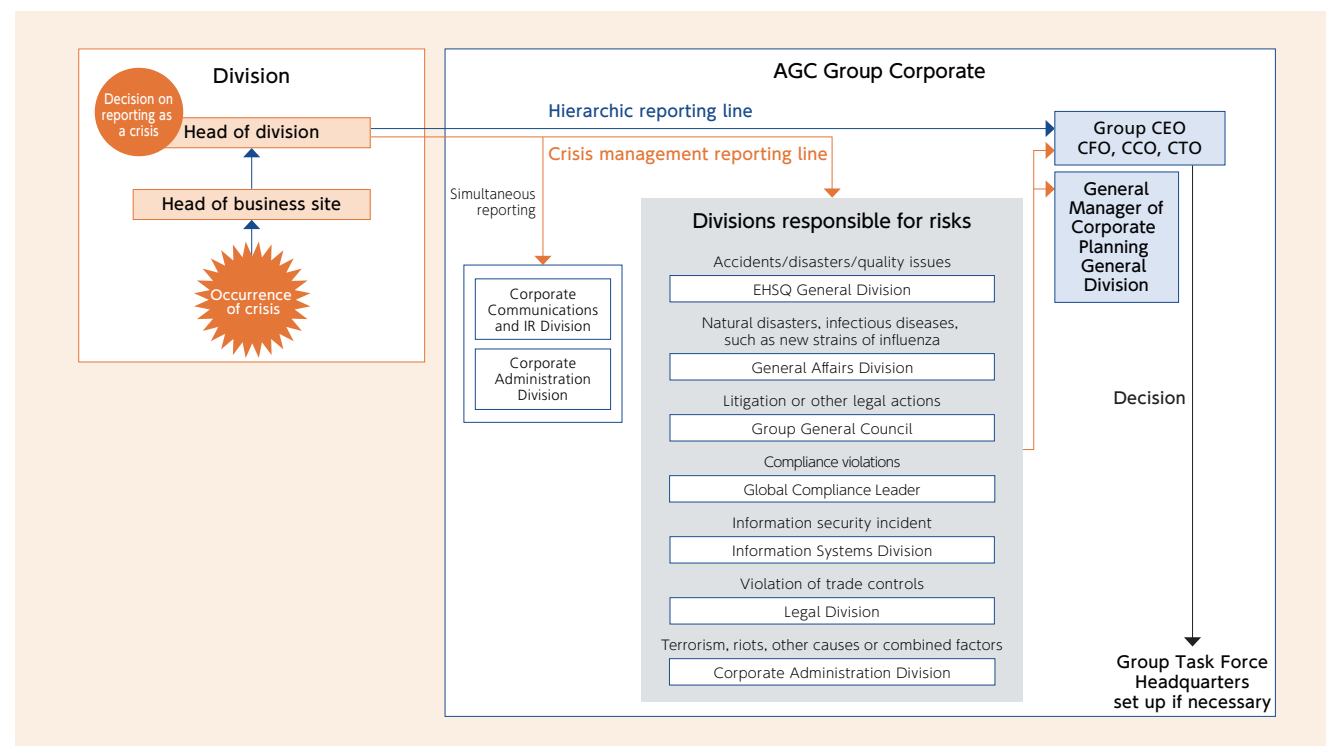 Division
Decision on
reporting as
a crisis
Head of division
Head of business site
Occurrence
of crisis
AGC Group Corporate
Hierarchic reporting line
Crisis management reporting line
Simultaneous
reporting
Corporate
Communications
and IR Division
Corporate
Administration
Division
Divisions responsible for risks
Accidents/disasters/quality issues
EHSQ General Division
Natural disasters, infectious diseases,
such as new strains of influenza
General Affairs Division
Litigation or other legal actions
Group General Council
Compliance violations
Global Compliance Leader
Information security incident
Information Systems Division
Violation of trade controls
Legal Division
Terrorism, riots, other causes or combined factors
Corporate Administration Division
Group CEO
CFO, CCO, CTO
General
Manager of
Corporate
Planning
General
Division
Decision
Group Task Force
Headquarters
set up if necessary